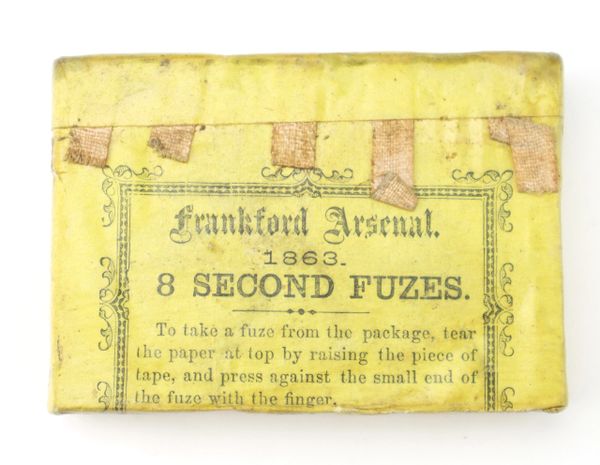 Frankford Arsenal.
1863.
8 SECOND FUZES.
To take a fuze from the package, tear
the paper at top by raising the piece of
tape, and press against the small end of
the fuze with the finger.